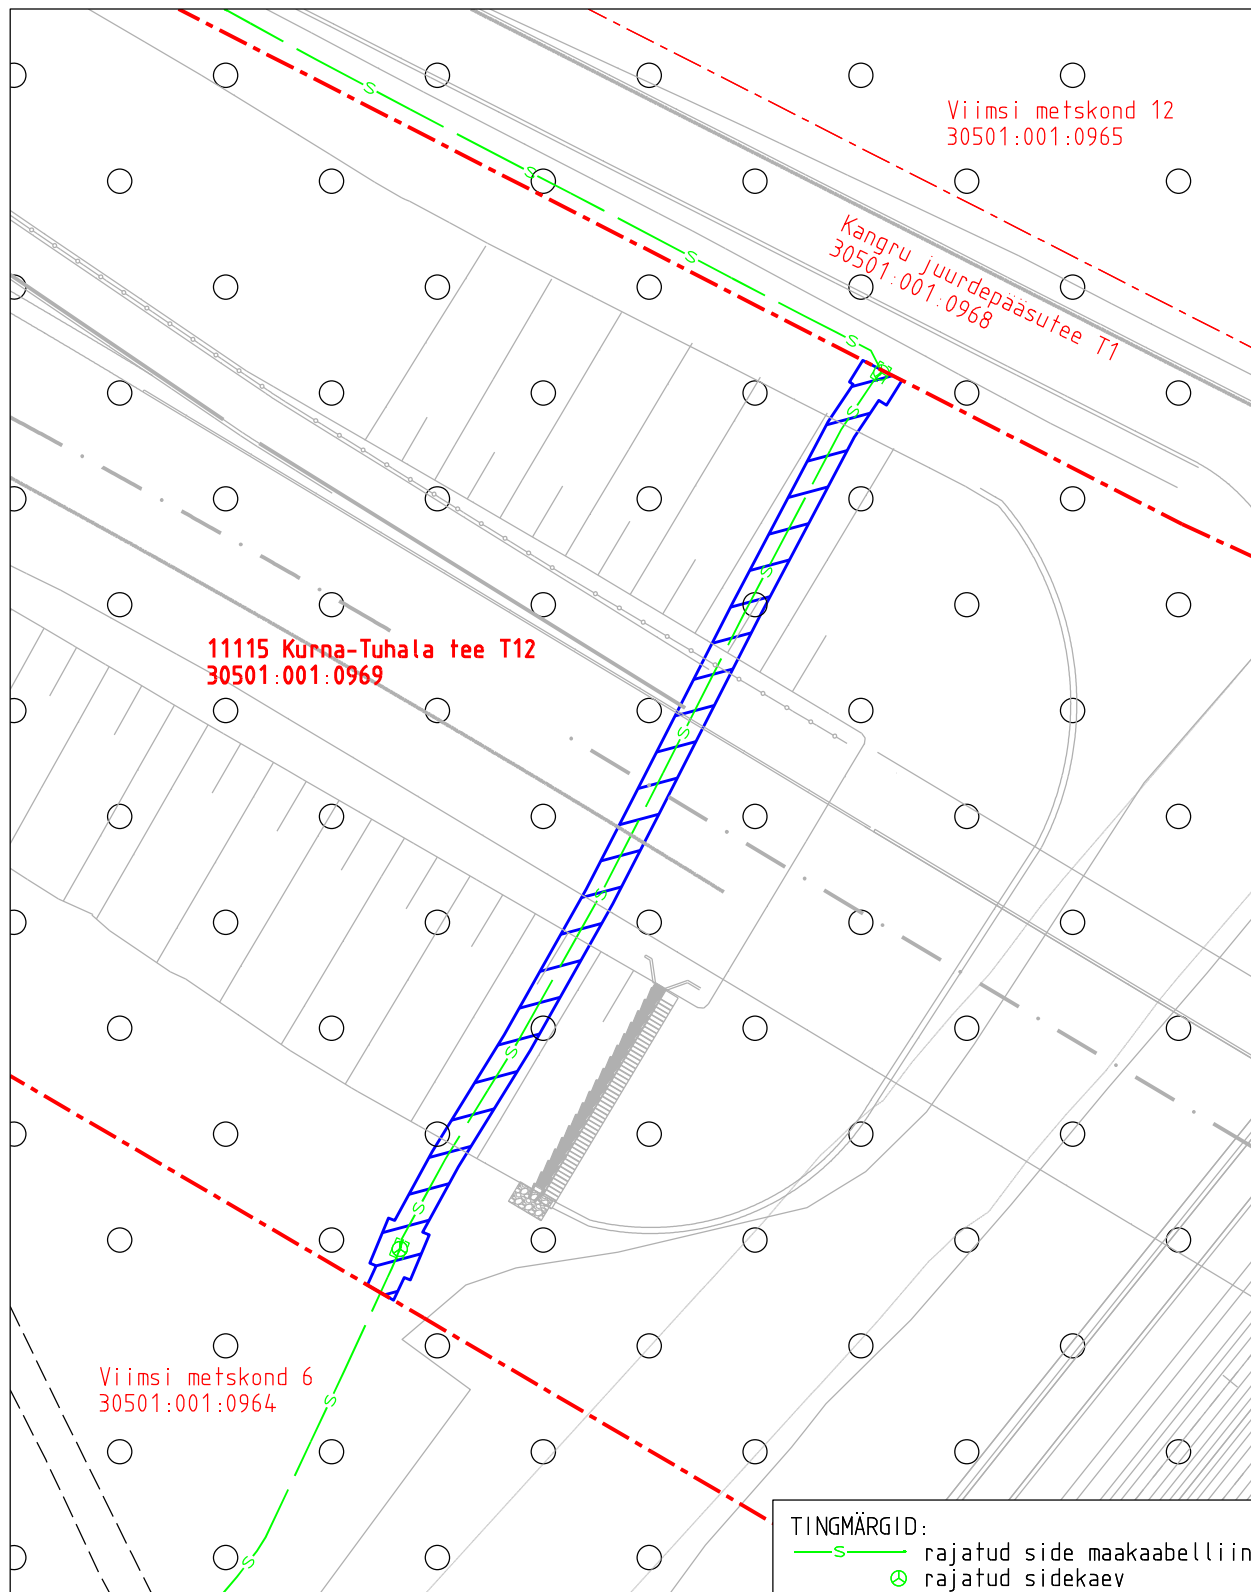 Viimsi metskond 12
30501:001:0965
Kangru juurdepääsutee T1
30501:001:0968
11115 Kurna-Tuhala tee T12
30501:001:0969
Viimsi metskond 6
30501:001:0964
TINGMÄRGID:
S rajatud side maakaabelliin
rajatud sidekaev
S
S
S
S
S
S
S
S
S
S
S
S